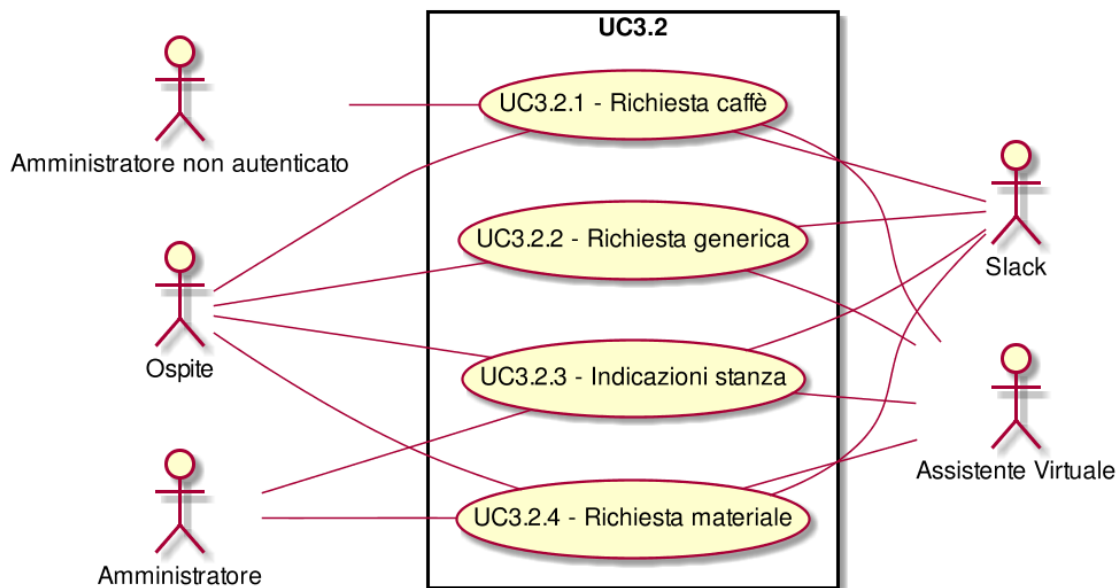 UC3.2
UC3.2.1 - Richiesta caffè
Amministratore non autenticato
UC3.2.2 - Richiesta generica
Slack
Ospite
UC3.2.3 - Indicazioni stanza
Assistente Virtuale
UC3.2.4 - Richiesta materiale
Amministratore